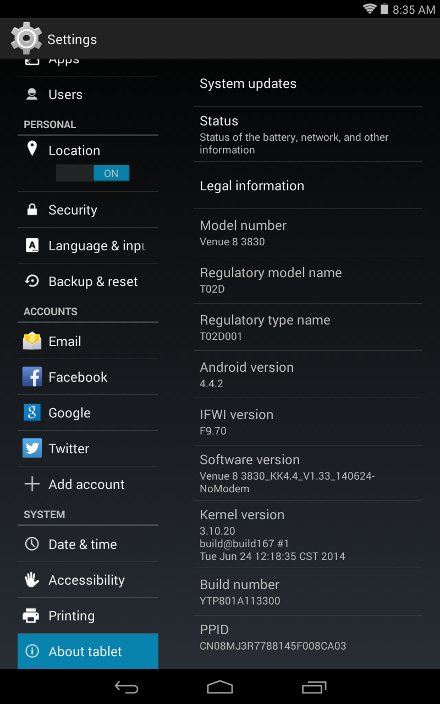 8:35 AM
Settings
Apps
Users
PERSONAL
Location
ON
Security
Language & inpu
Backup & reset
ACCOUNTS
Email
Facebook
Google
Twitter
Add account
SYSTEM
Date & time
Accessibility
Printing
About tablet
System updates
Status
Status of the battery, network, and other
information
Legal information
Model number
Venue 8 3830
Regulatory model name
T02D
Regulatory type name
T02D001
Android version
4.4.2
IFWI version
F9.70
Software version
Venue 8 3830_KK4.4_V1.33_140624-
NoModem
Kernel version
3.10.20
build@build167 #1
Tue Jun 24 12:18:35 CST 2014
Build number
YTP801A113300
PPID
CN08MJ3R7788145F008CA03